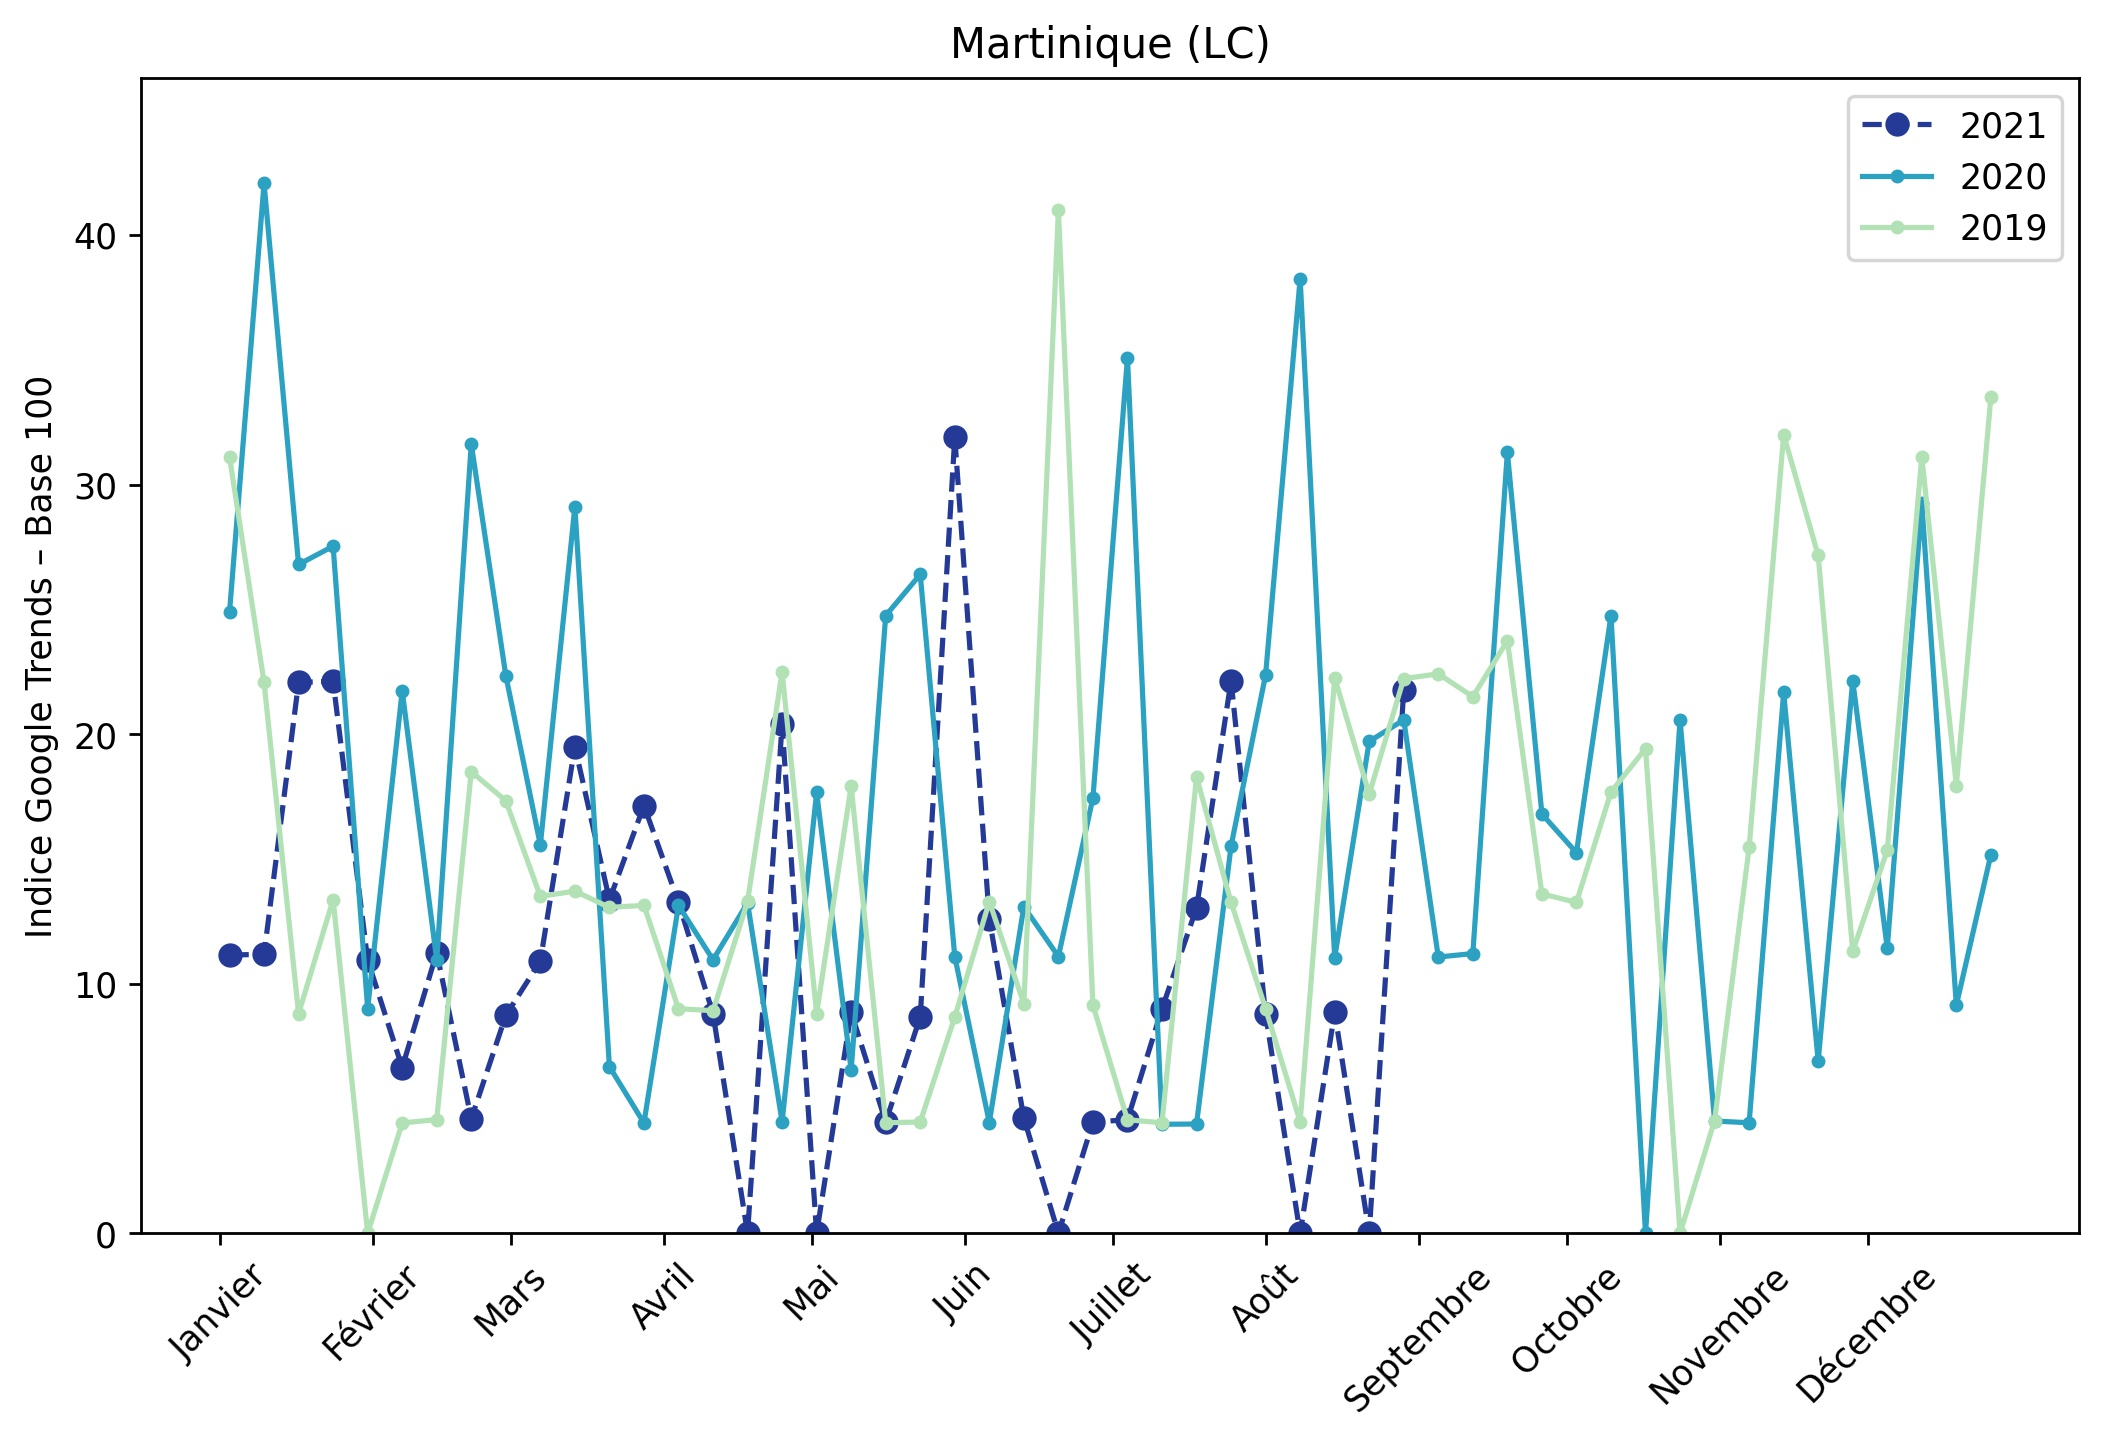 Martinique (LC)
2021
2020
2019
Indice Google Trends – Base 100
40
30
20
10
0
Janvier
Février
Mars
Avril
Mai
Juin
Juillet
Août
Septembre
Octobre
Novembre
Décembre